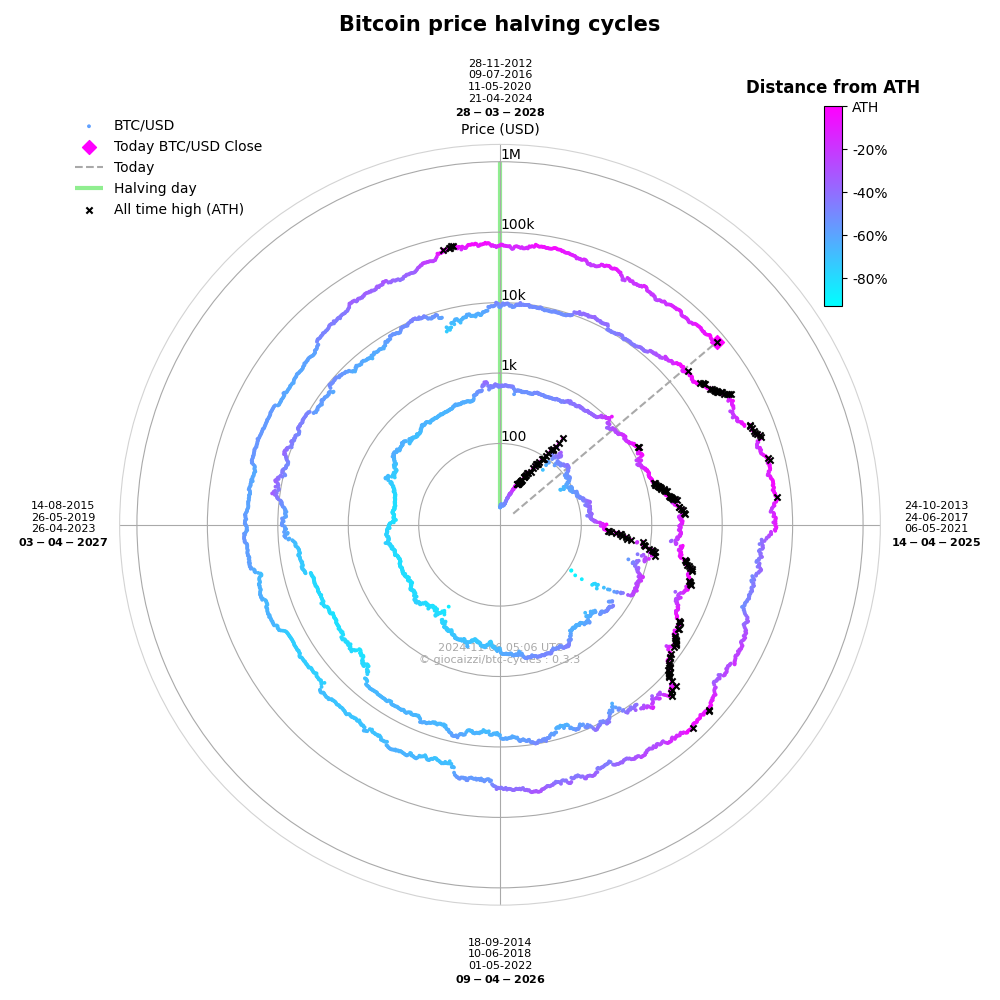 Bitcoin price halving cycles
28-11-2012
09-07-2016
11-05-2020
21-04-2024
28-03-2028
Price (USD)
Distance from ATH
ATH
-20%
-40%
-60%
-80%
BTC/USD
Today BTC/USD Close
Today
Halving day
All time high (ATH)
1M
100k
10k
1k
100
14-08-2015
26-05-2019
26-04-2023
03-04-2027
24-10-2013
24-06-2017
06-05-2021
14-04-2025
05:06
© giocaizzi/btc-cycles : 0.3.3
18-09-2014
10-06-2018
01-05-2022
09-04-2026